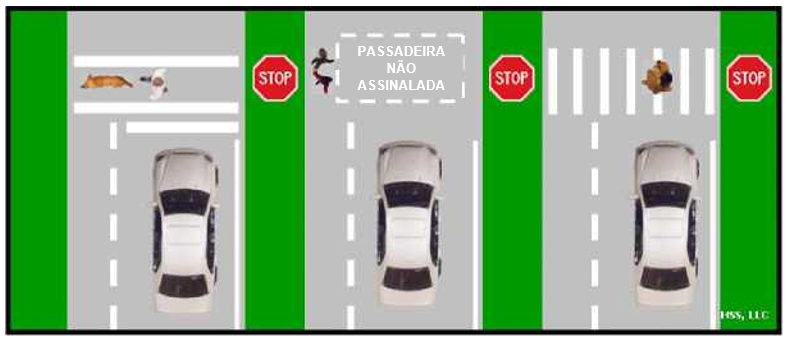 STOP
PASSADEIRA
NÃO
ASSINALADA
STOP
STOP
HSS, LLC